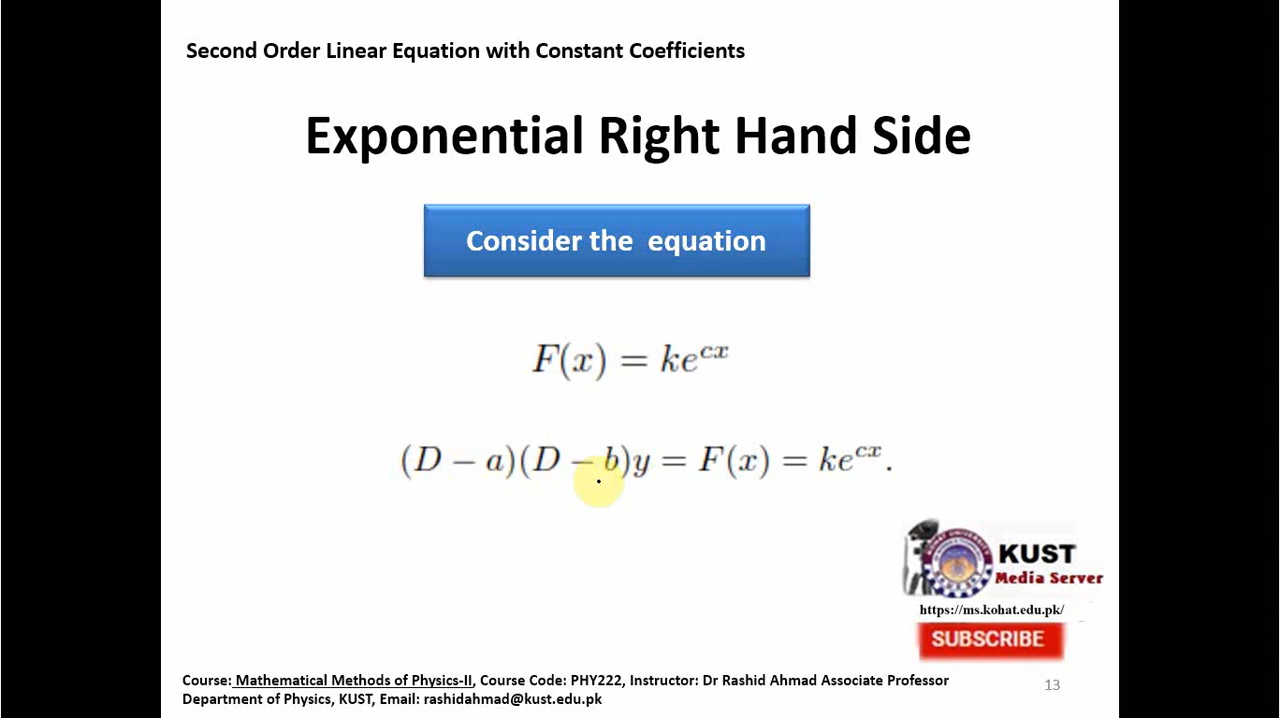 Second Order Linear Equation with Constant Coefficients
Exponential Right Hand Side
Consider the equation
F(x) = ke^{cx}
(D − a)(D − b)y = F(x) = ke^{cx}.
KUST
Media Server
https://ms.kohat.edu.pk/
SUBSCRIBE
Course: Mathematical Methods of Physics-II, Course Code: PHY222, Instructor: Dr Rashid Ahmad Associate Professor
Department of Physics, KUST, Email: rashidahmad@kust.edu.pk
13